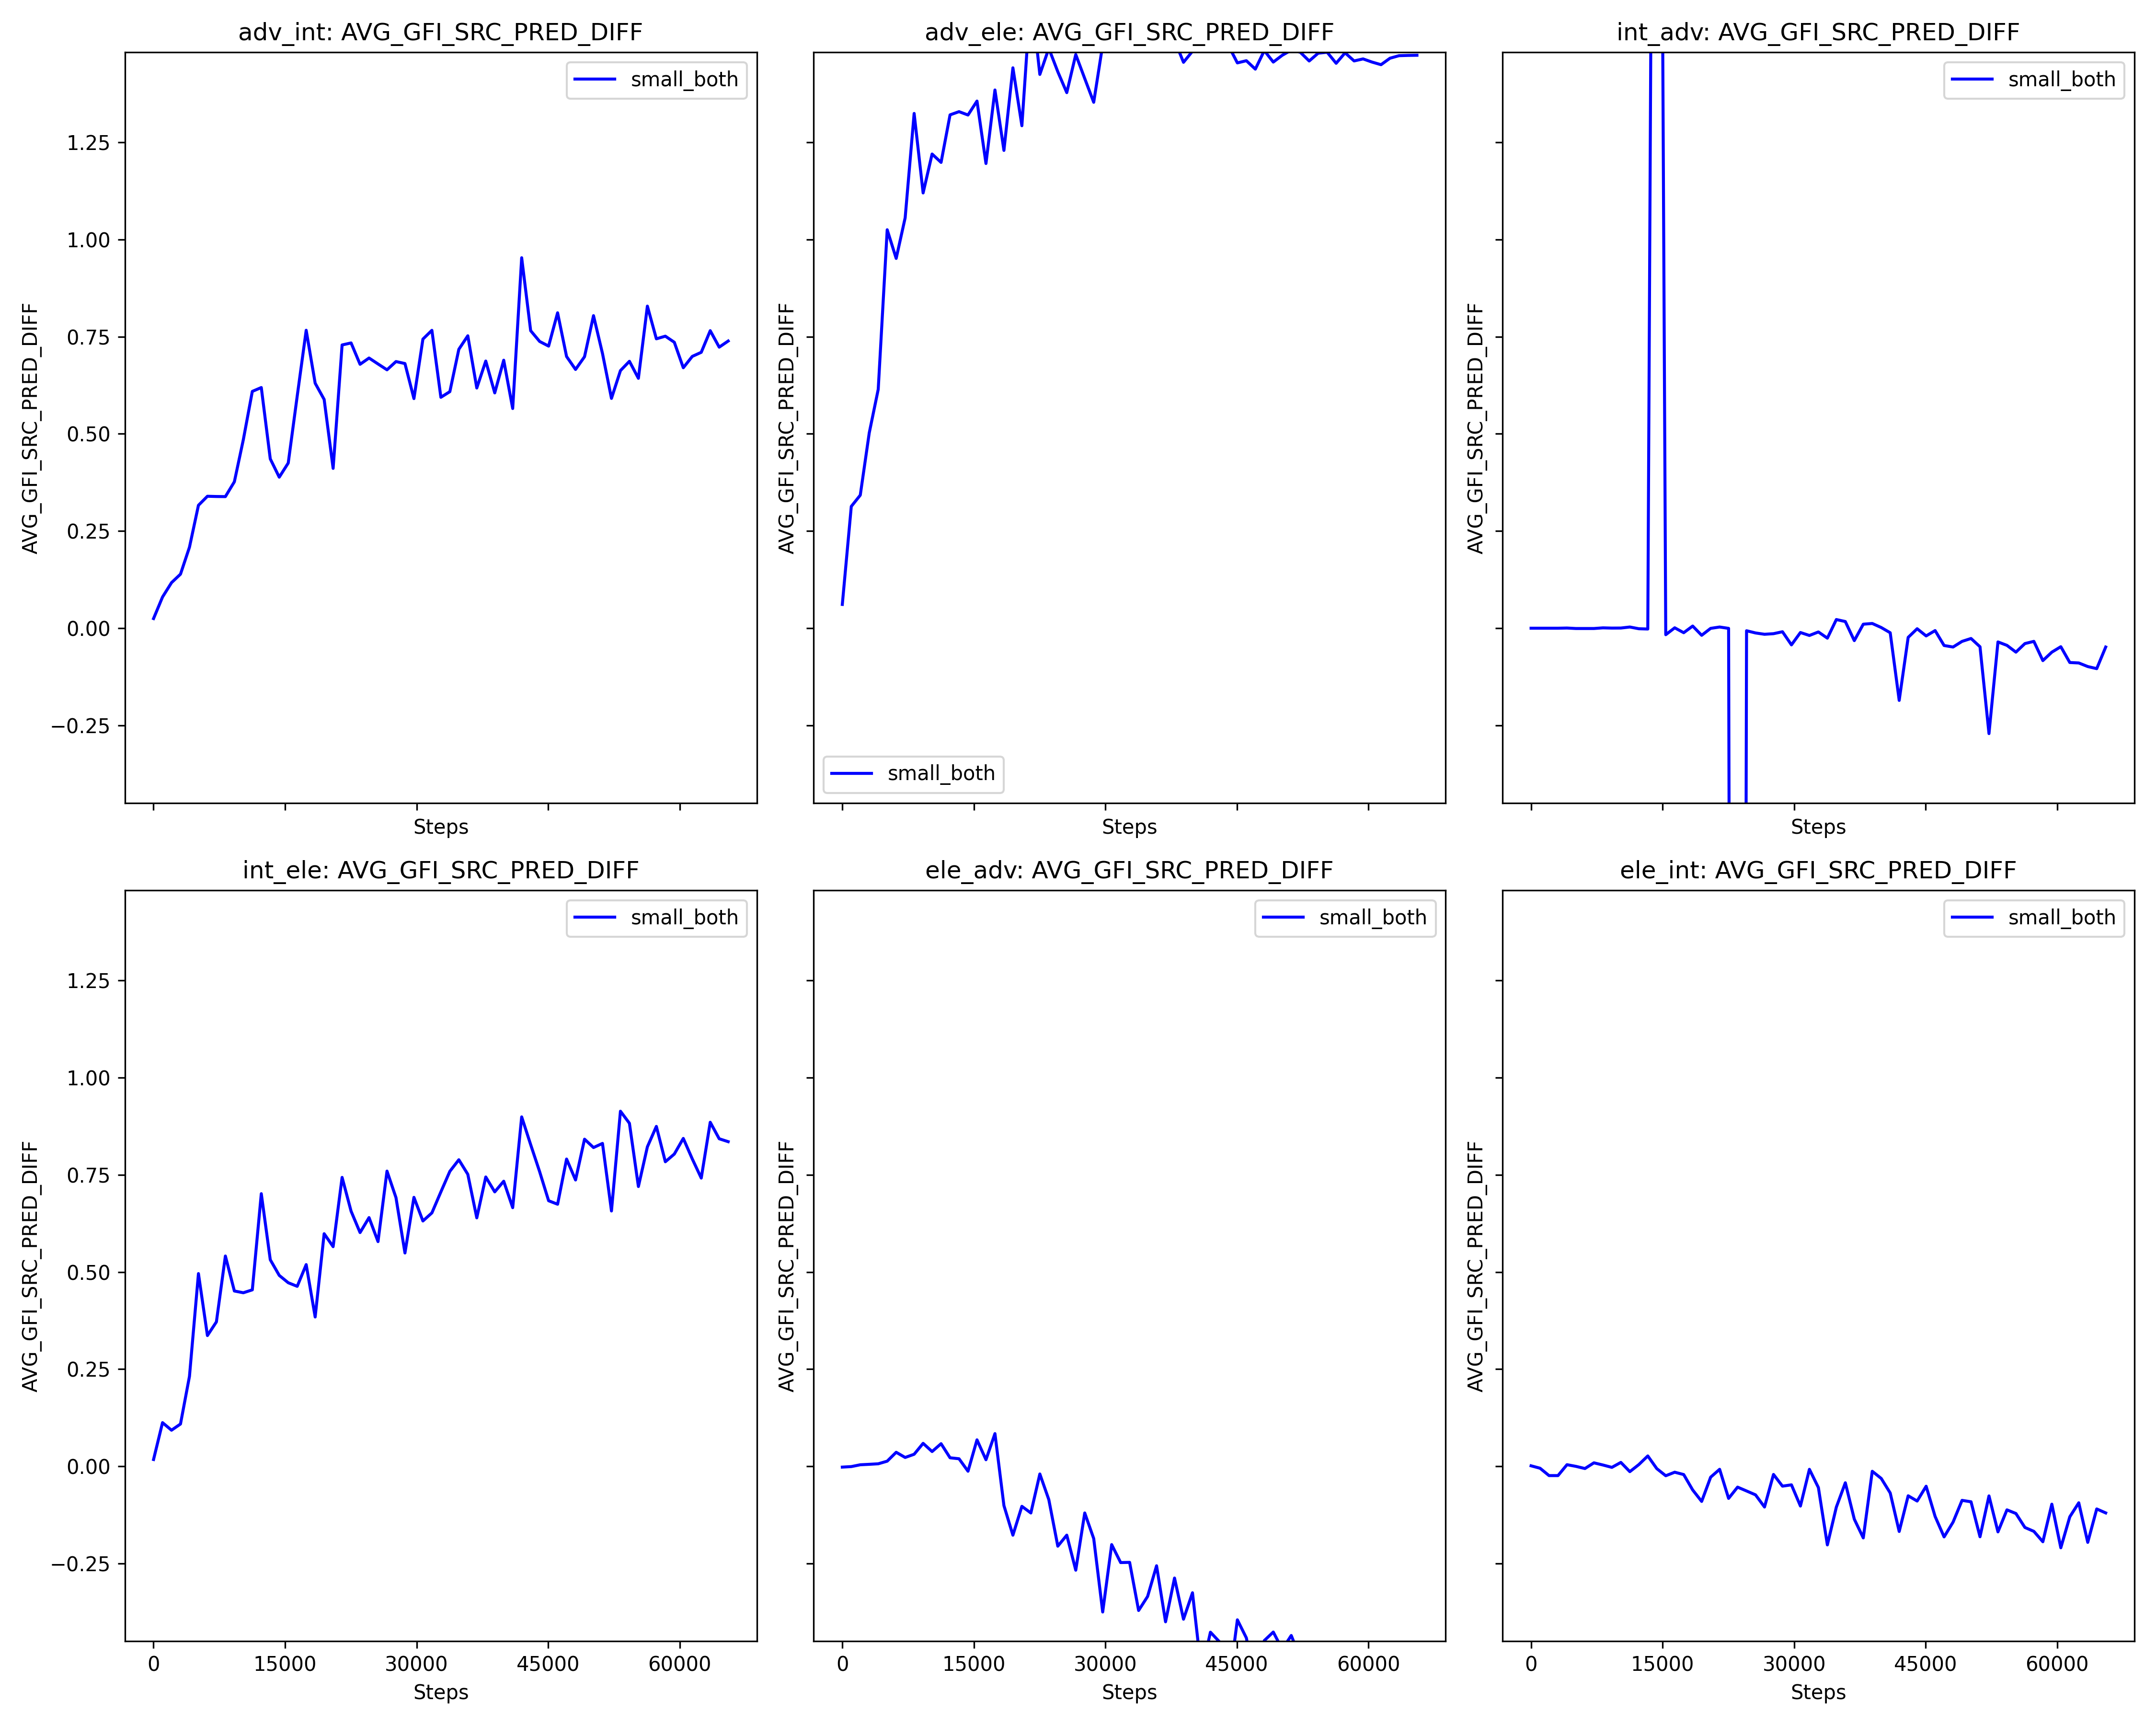 adv_int: AVG_GFI_SRC_PRED_DIFF
adv_ele: AVG_GFI_SRC_PRED_DIFF
int_adv: AVG_GFI_SRC_PRED_DIFF
small_both
small_both
small_both
AVG_GFI_SRC_PRED_DIFF
AVG_GFI_SRC_PRED_DIFF
AVG_GFI_SRC_PRED_DIFF
1.25
1.00
0.75
0.50
0.25
0.00
−0.25
Steps
Steps
Steps
int_ele: AVG_GFI_SRC_PRED_DIFF
ele_adv: AVG_GFI_SRC_PRED_DIFF
ele_int: AVG_GFI_SRC_PRED_DIFF
small_both
small_both
small_both
AVG_GFI_SRC_PRED_DIFF
AVG_GFI_SRC_PRED_DIFF
AVG_GFI_SRC_PRED_DIFF
1.25
1.00
0.75
0.50
0.25
0.00
−0.25
0 15000 30000 45000 60000
0 15000 30000 45000 60000
0 15000 30000 45000 60000
Steps
Steps
Steps